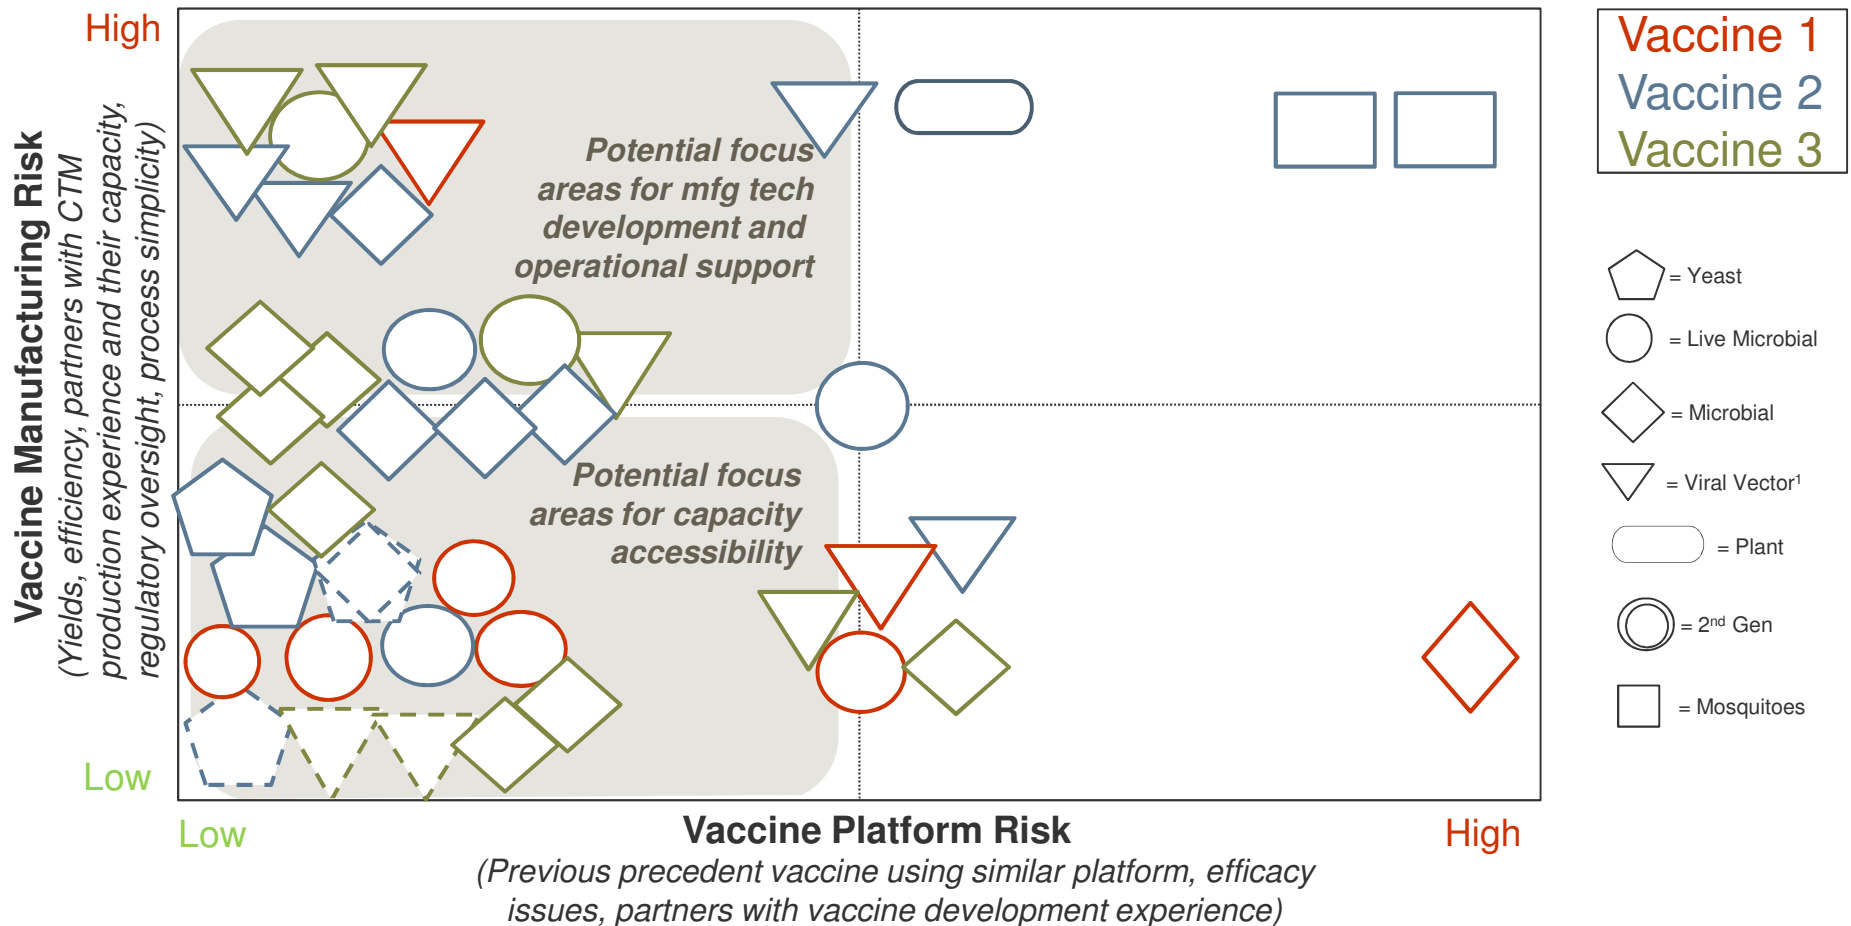 High
Vaccine Manufacturing Risk
(Yields, efficiency, partners with CTM
production experience and their capacity,
regulatory oversight, process simplicity)
Low
Potential focus
areas for mfg tech
development and
operational support
Potential focus
areas for capacity
accessibility
Low
Vaccine Platform Risk
High
(Previous precedent vaccine using similar platform, efficacy
issues, partners with vaccine development experience)
Vaccine 1
Vaccine 2
Vaccine 3
= Yeast
= Live Microbial
= Microbial
= Viral Vector¹
= Plant
= 2nd Gen
= Mosquitoes